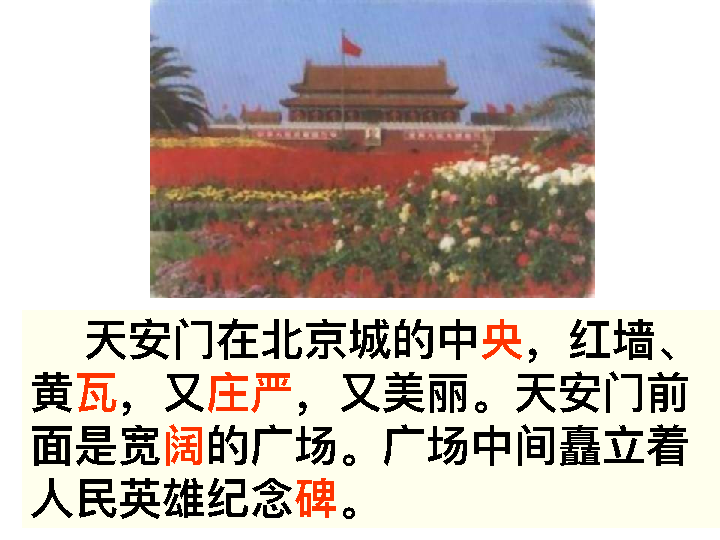 天安门在北京城的中央，红墙、
黄瓦，又庄严，又美丽。天安门前
面是宽阔的广场。广场中间矗立着
人民英雄纪念碑。